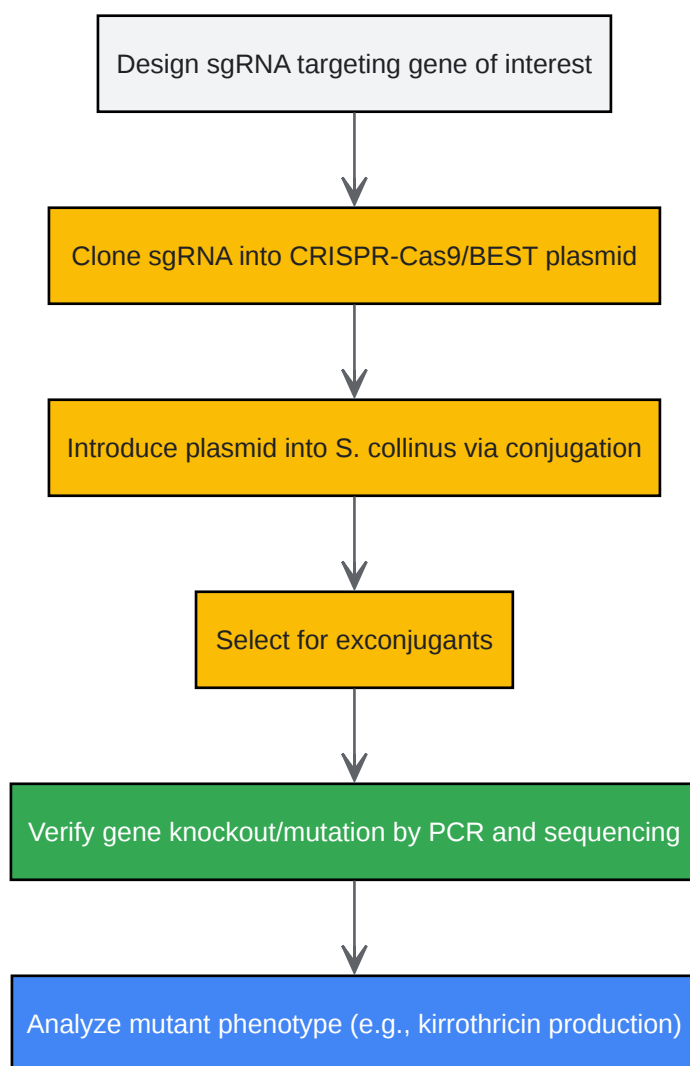 Design sgRNA targeting gene of interest
Clone sgRNA into CRISPR-Cas9/BEST plasmid
Introduce plasmid into S. collinus via conjugation
Select for exconjugants
Verify gene knockout/mutation by PCR and sequencing
Analyze mutant phenotype (e.g., kirrothricin production)